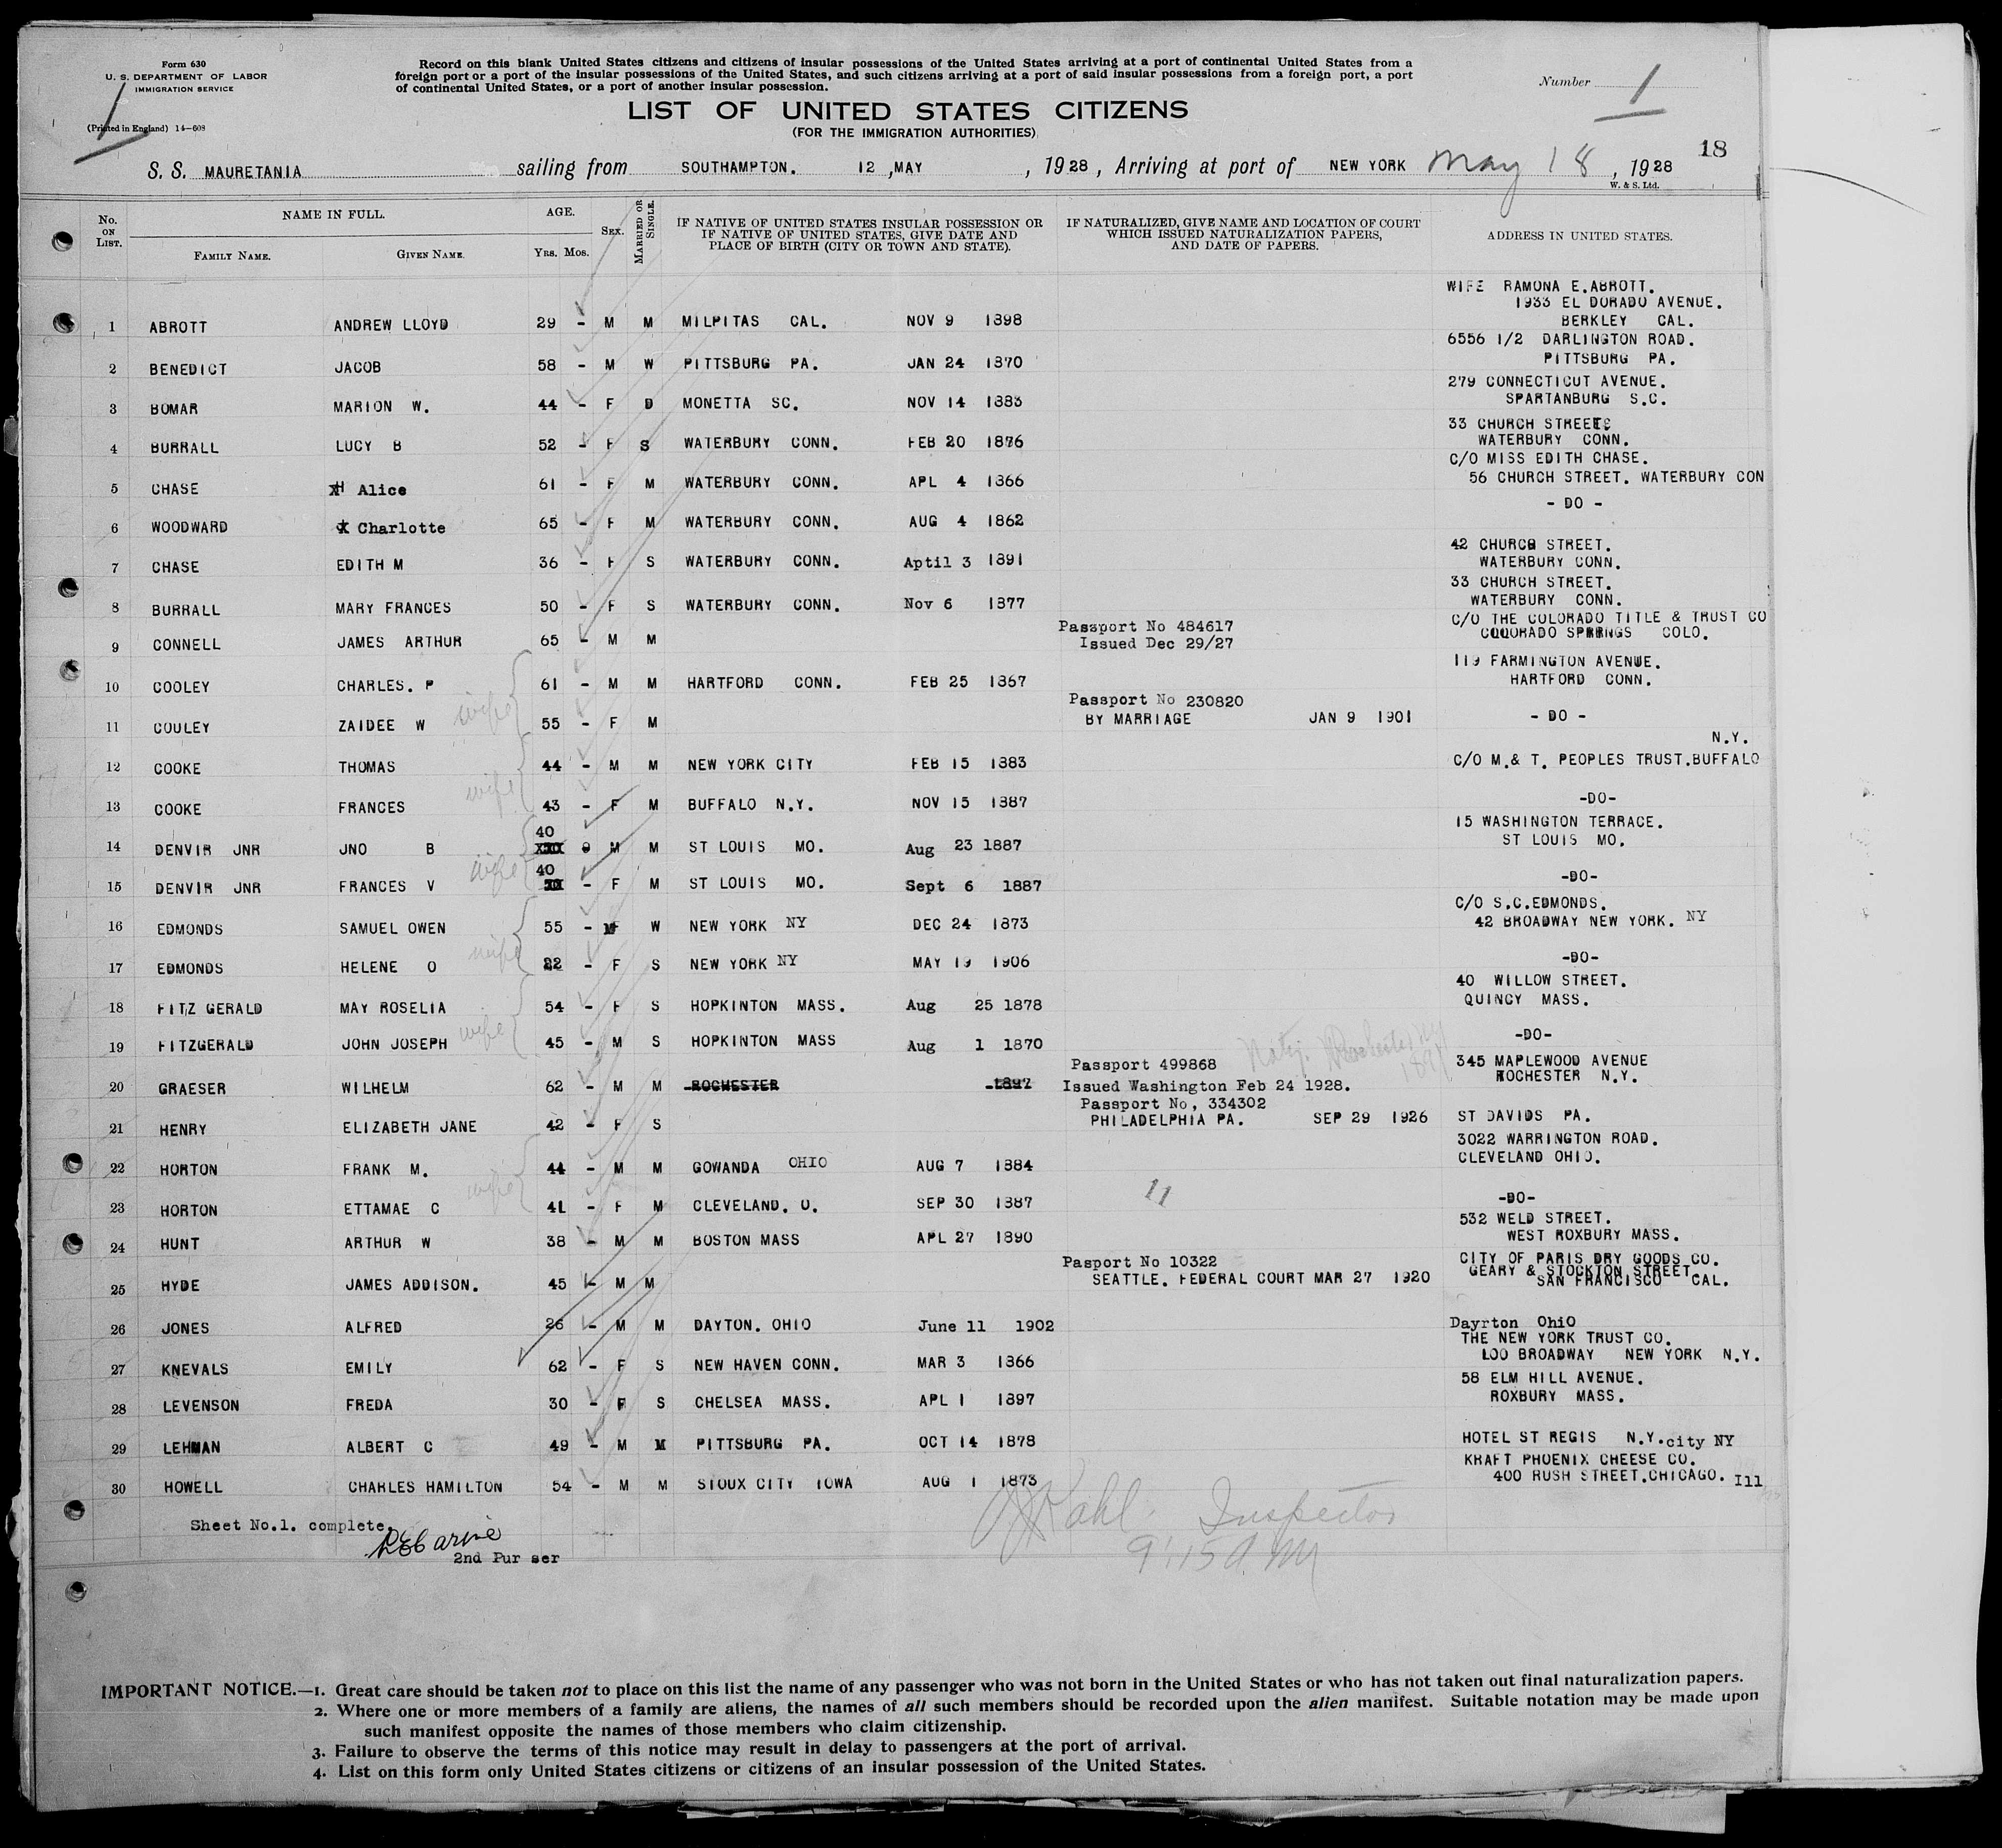 Form 630
U. S. DEPARTMENT OF LABOR
IMMIGRATION SERVICE
(Printed in England) 14—608
Record on this blank United States citizens and citizens of insular possessions of the United States arriving at a port of continental United States from a
foreign port or a port of the insular possessions of the United States, and such citizens arriving at a port of said insular possessions from a foreign port, a port
of continental United States, or a port of another insular possession.
Number 1
LIST OF UNITED STATES CITIZENS
(FOR THE IMMIGRATION AUTHORITIES)
18
S. S. MAURETANIA sailing from SOUTHAMPTON. 12 ,MAY , 1928 , Arriving at port of NEW YORK May 18 , 1928
W. & S. Ltd.
No. ON LIST. NAME IN FULL. FAMILY NAME. GIVEN NAME. AGE. YRS. MOS. SEX. MARRIED OR SINGLE. IF NATIVE OF UNITED STATES INSULAR POSSESSION OR IF NATIVE OF UNITED STATES, GIVE DATE AND PLACE OF BIRTH (CITY OR TOWN AND STATE). IF NATURALIZED, GIVE NAME AND LOCATION OF COURT WHICH ISSUED NATURALIZATION PAPERS, AND DATE OF PAPERS. ADDRESS IN UNITED STATES.
WIFE RAMONA E.ABROTT.
1933 EL DORADO AVENUE.
1 ABROTT ANDREW LLOYD 29 - M M MILPITAS CAL. NOV 9 1898 BERKLEY CAL.
6556 1/2 DARLINGTON ROAD.
2 BENEDICT JACOB 58 - M W PITTSBURG PA. JAN 24 1870 PITTSBURG PA.
279 CONNECTICUT AVENUE.
3 BOMAR MARION W. 44 - F D MONETTA SC. NOV 14 1883 SPARTANBURG S.C.
33 CHURCH STREET
4 BURRALL LUCY B 52 - F S WATERBURY CONN. FEB 20 1876 WATERBURY CONN.
C/O MISS EDITH CHASE.
5 CHASE H Alice 61 - F M WATERBURY CONN. APL 4 1866 56 CHURCH STREET. WATERBURY CON
6 WOODWARD Charlotte 65 - F M WATERBURY CONN. AUG 4 1862 - DO -
42 CHURCH STREET.
7 CHASE EDITH M 36 - F S WATERBURY CONN. Aptil 3 1891 WATERBURY CONN.
33 CHURCH STREET.
8 BURRALL MARY FRANCES 50 - F S WATERBURY CONN. Nov 6 1877 WATERBURY CONN.
Passport No 484617 C/O THE COLORADO TITLE & TRUST CO
9 CONNELL JAMES ARTHUR 65 - M M Issued Dec 29/27 COLORADO SPRINGS COLO.
119 FARMINGTON AVENUE.
10 COOLEY CHARLES. P 61 - M M HARTFORD CONN. FEB 25 1867 HARTFORD CONN.
wife Passport No 230820
11 COOLEY ZAIDEE W 55 - F M BY MARRIAGE JAN 9 1901 - DO -
N.Y.
12 COOKE THOMAS 44 - M M NEW YORK CITY FEB 15 1883 C/O M.& T. PEOPLES TRUST.BUFFALO
wife
13 COOKE FRANCES 43 - F M BUFFALO N.Y. NOV 15 1887 -DO-
40 15 WASHINGTON TERRACE.
14 DENVIR JNR JNO B M M ST LOUIS MO. Aug 23 1887 ST LOUIS MO.
wife 40
15 DENVIR JNR FRANCES V - F M ST LOUIS MO. Sept 6 1887 -DO-
C/O S.C.EDMONDS.
16 EDMONDS SAMUEL OWEN 55 - M W NEW YORK NY DEC 24 1873 42 BROADWAY NEW YORK. NY
wife
17 EDMONDS HELENE O 22 - F S NEW YORK NY MAY 19 1906 -DO-
40 WILLOW STREET.
18 FITZ GERALD MAY ROSELIA 54 - F S HOPKINTON MASS. Aug 25 1878 QUINCY MASS.
wife
19 FITZGERALD JOHN JOSEPH 45 - M S HOPKINTON MASS Aug 1 1870 -DO-
Natz. Rochester NY 1897
Passport 499868 345 MAPLEWOOD AVENUE
20 GRAESER WILHELM 62 - M M ROCHESTER 1897 Issued Washington Feb 24 1928. ROCHESTER N.Y.
Passport No, 334302
21 HENRY ELIZABETH JANE 42 - F S PHILADELPHIA PA. SEP 29 1926 ST DAVIDS PA.
3022 WARRINGTON ROAD.
22 HORTON FRANK M. 44 - M M GOWANDA OHIO AUG 7 1884 CLEVELAND OHIO.
wife 11
23 HORTON ETTAMAE C 41 - F M CLEVELAND. O. SEP 30 1887 -DO-
532 WELD STREET.
24 HUNT ARTHUR W 38 - M M BOSTON MASS APL 27 1890 WEST ROXBURY MASS.
Pasport No 10322 CITY OF PARIS DRY GOODS CO.
GEARY & STOCKTON STREET
25 HYDE JAMES ADDISON. 45 - M M SEATTLE. FEDERAL COURT MAR 27 1920 SAN FRANCISCO CAL.
26 JONES ALFRED 26 - M M DAYTON. OHIO June 11 1902 Dayrton Ohio
THE NEW YORK TRUST CO.
27 KNEVALS EMILY 62 - F S NEW HAVEN CONN. MAR 3 1866 100 BROADWAY NEW YORK N.Y.
58 ELM HILL AVENUE.
28 LEVENSON FREDA 30 - F S CHELSEA MASS. APL 1 1897 ROXBURY MASS.
29 LEHMAN ALBERT C 49 - M M PITTSBURG PA. OCT 14 1878 HOTEL ST REGIS N.Y.city NY
KRAFT PHOENIX CHEESE CO.
30 HOWELL CHARLES HAMILTON 54 - M M SIOUX CITY IOWA AUG 1 1873 400 RUSH STREET.CHICAGO. Ill
Sheet No.1. complete.
Kahl. Inspector
2nd Pur ser
9:15 A.M
IMPORTANT NOTICE.—1. Great care should be taken not to place on this list the name of any passenger who was not born in the United States or who has not taken out final naturalization papers.
2. Where one or more members of a family are aliens, the names of all such members should be recorded upon the alien manifest. Suitable notation may be made upon
such manifest opposite the names of those members who claim citizenship.
3. Failure to observe the terms of this notice may result in delay to passengers at the port of arrival.
4. List on this form only United States citizens or citizens of an insular possession of the United States.